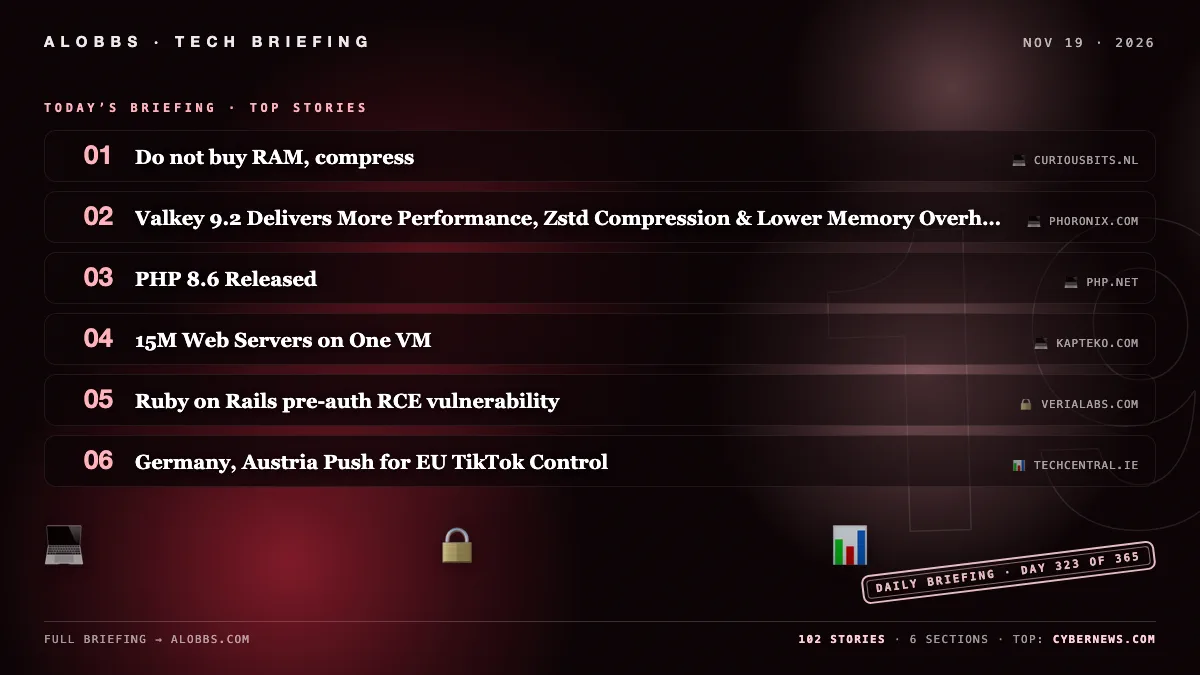 ALOBBS · TECH BRIEFING
NOV 19 · 2026
TODAY'S BRIEFING · TOP STORIES
01 Do not buy RAM, compress CURIOUSBITS.NL
02 Valkey 9.2 Delivers More Performance, Zstd Compression & Lower Memory Overh... PHORONIX.COM
03 PHP 8.6 Released PHP.NET
04 15M Web Servers on One VM KAPTEKO.COM
05 Ruby on Rails pre-auth RCE vulnerability VERIALABS.COM
06 Germany, Austria Push for EU TikTok Control TECHCENTRAL.IE
19
DAILY BRIEFING · DAY 323 OF 365
FULL BRIEFING → ALOBBS.COM
102 STORIES · 6 SECTIONS · TOP: CYBERNEWS.COM